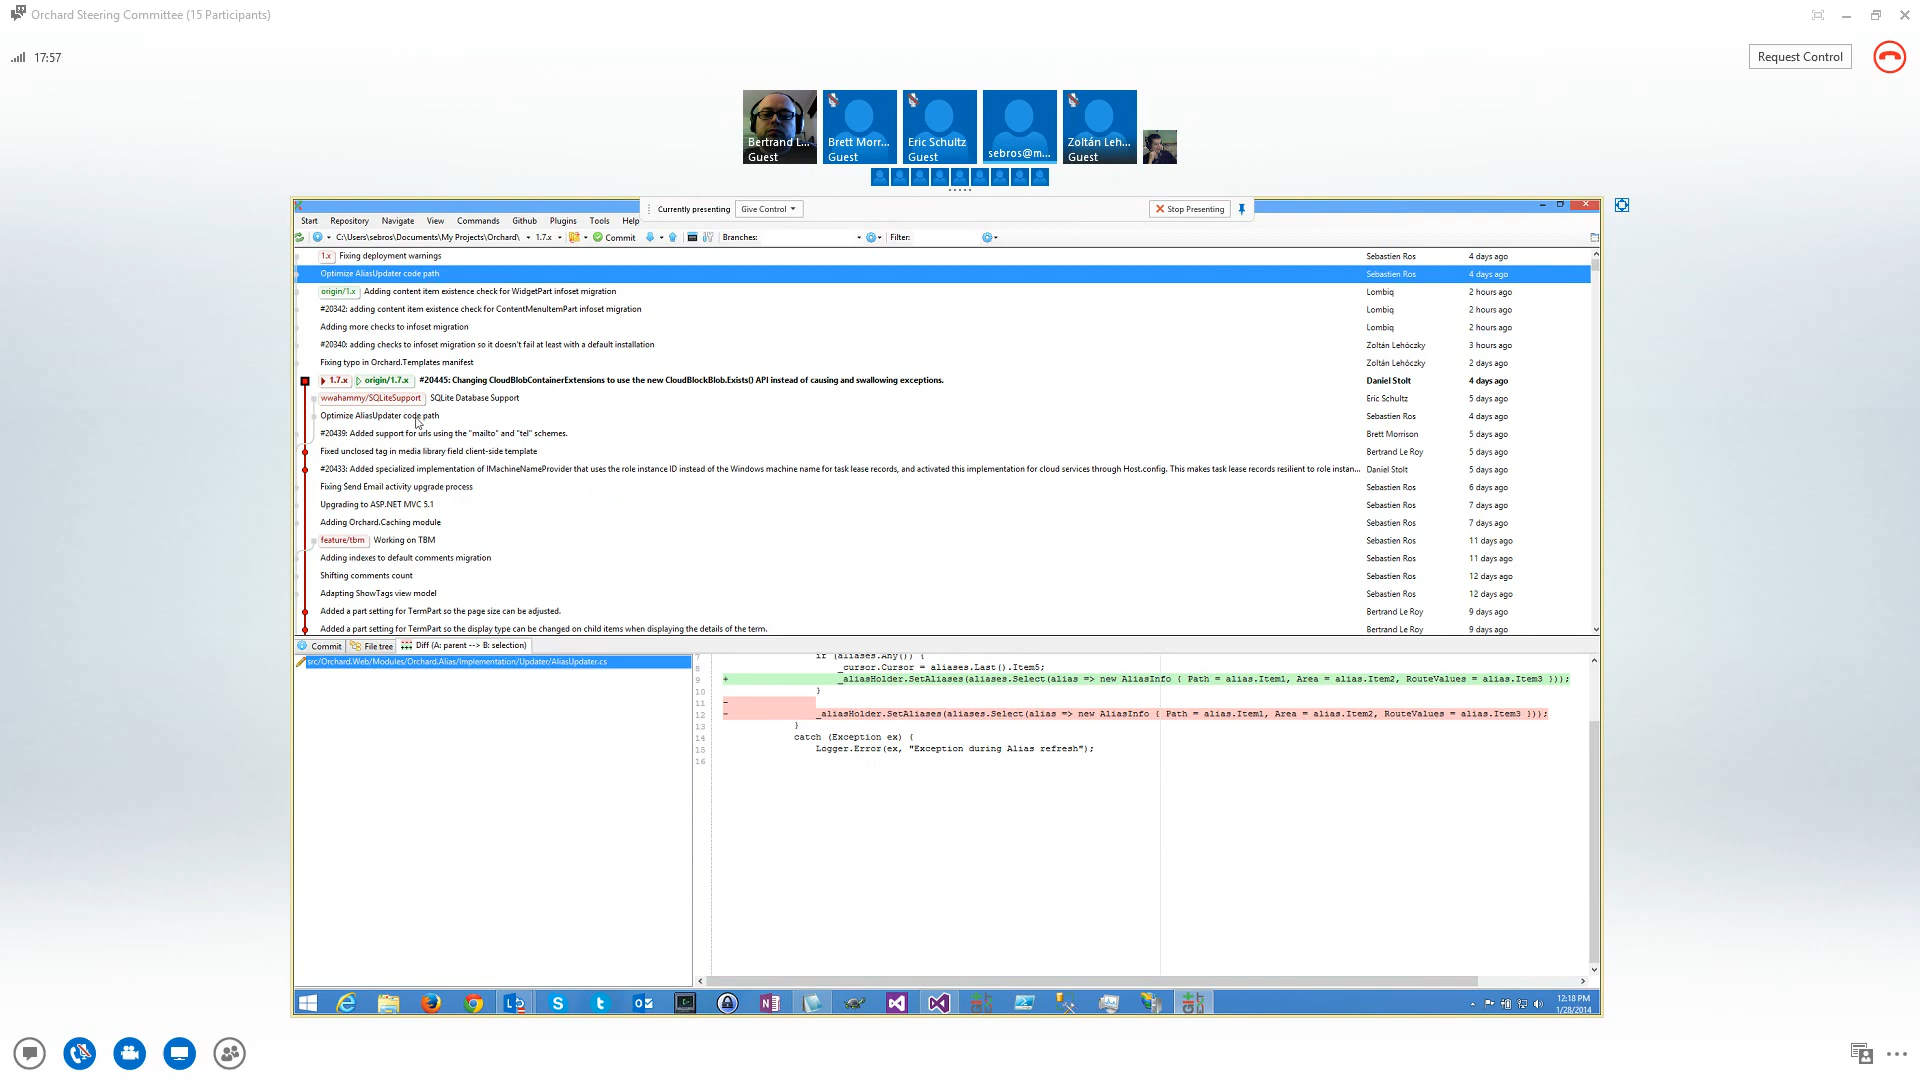 Orchard Steering Committee (15 Participants)
17:57
Request Control
Bertrand L...
Guest
Brett Morr...
Guest
Eric Schultz
Guest
sebros@m...
Zoltán Leh...
Guest
Currently presenting
Give Control
Stop Presenting
Start Repository Navigate View Commands Github Plugins Tools Help
C:\Users\sebros\Documents\My Projects\Orchard\ 1.7.x Commit Branches: Filter:
1.x Fixing deployment warnings Sebastien Ros 4 days ago
Optimize AliasUpdater code path Sebastien Ros 4 days ago
origin/1.x Adding content item existence check for WidgetPart infoset migration Lombiq 2 hours ago
#20342: adding content item existence check for ContentMenuItemPart infoset migration Lombiq 2 hours ago
Adding more checks to infoset migration Lombiq 2 hours ago
#20340: adding checks to infoset migration so it doesn't fail at least with a default installation Zoltán Lehóczky 3 hours ago
Fixing typo in Orchard.Templates manifest Zoltán Lehóczky 2 days ago
1.7.x origin/1.7.x #20445: Changing CloudBlobContainerExtensions to use the new CloudBlockBlob.Exists() API instead of causing and swallowing exceptions. Daniel Stolt 4 days ago
wwahammy/SQLiteSupport SQLite Database Support Eric Schultz 5 days ago
Optimize AliasUpdater code path Sebastien Ros 4 days ago
#20439: Added support for urls using the "mailto" and "tel" schemes. Brett Morrison 5 days ago
Fixed unclosed tag in media library field client-side template Bertrand Le Roy 5 days ago
#20433: Added specialized implementation of IMachineNameProvider that uses the role instance ID instead of the Windows machine name for task lease records, and activated this implementation for cloud services through Host.config. This makes task lease records resilient to role instan... Daniel Stolt 5 days ago
Fixing Send Email activity upgrade process Sebastien Ros 6 days ago
Upgrading to ASP.NET MVC 5.1 Sebastien Ros 7 days ago
Adding Orchard.Caching module Sebastien Ros 7 days ago
feature/tbm Working on TBM Sebastien Ros 11 days ago
Adding indexes to default comments migration Sebastien Ros 11 days ago
Shifting comments count Sebastien Ros 12 days ago
Adapting ShowTags view model Sebastien Ros 12 days ago
Added a part setting for TermPart so the page size can be adjusted. Bertrand Le Roy 9 days ago
Added a part setting for TermPart so the display type can be changed on child items when displaying the details of the term. Bertrand Le Roy 9 days ago
Commit File tree Diff (A: parent --> B: selection)
src/Orchard.Web/Modules/Orchard.Alias/Implementation/Updater/AliasUpdater.cs
7 if (aliases.Any()) {
8 _cursor.Cursor = aliases.Last().Item5;
9 + _aliasHolder.SetAliases(aliases.Select(alias => new AliasInfo { Path = alias.Item1, Area = alias.Item2, RouteValues = alias.Item3 }));
10 }
11 -
12 - _aliasHolder.SetAliases(aliases.Select(alias => new AliasInfo { Path = alias.Item1, Area = alias.Item2, RouteValues = alias.Item3 }));
13 }
14 catch (Exception ex) {
15 Logger.Error(ex, "Exception during Alias refresh");
16
12:18 PM
1/28/2014